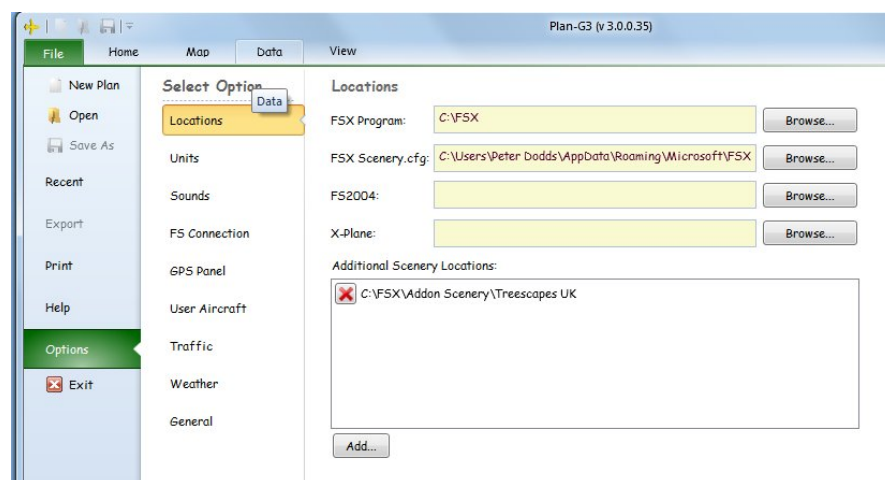 Plan-G3 (v 3.0.0.35)
File Home Map Data View
New Plan
Open
Save As
Recent
Export
Print
Help
Options
Exit
Select Option
Data
Locations
Units
Sounds
FS Connection
GPS Panel
User Aircraft
Traffic
Weather
General
Locations
FSX Program: C:\FSX Browse...
FSX Scenery.cfg: C:\Users\Peter Dodds\AppData\Roaming\Microsoft\FSX Browse...
FS2004: Browse...
X-Plane: Browse...
Additional Scenery Locations:
C:\FSX\Addon Scenery\Treescapes UK
Add...